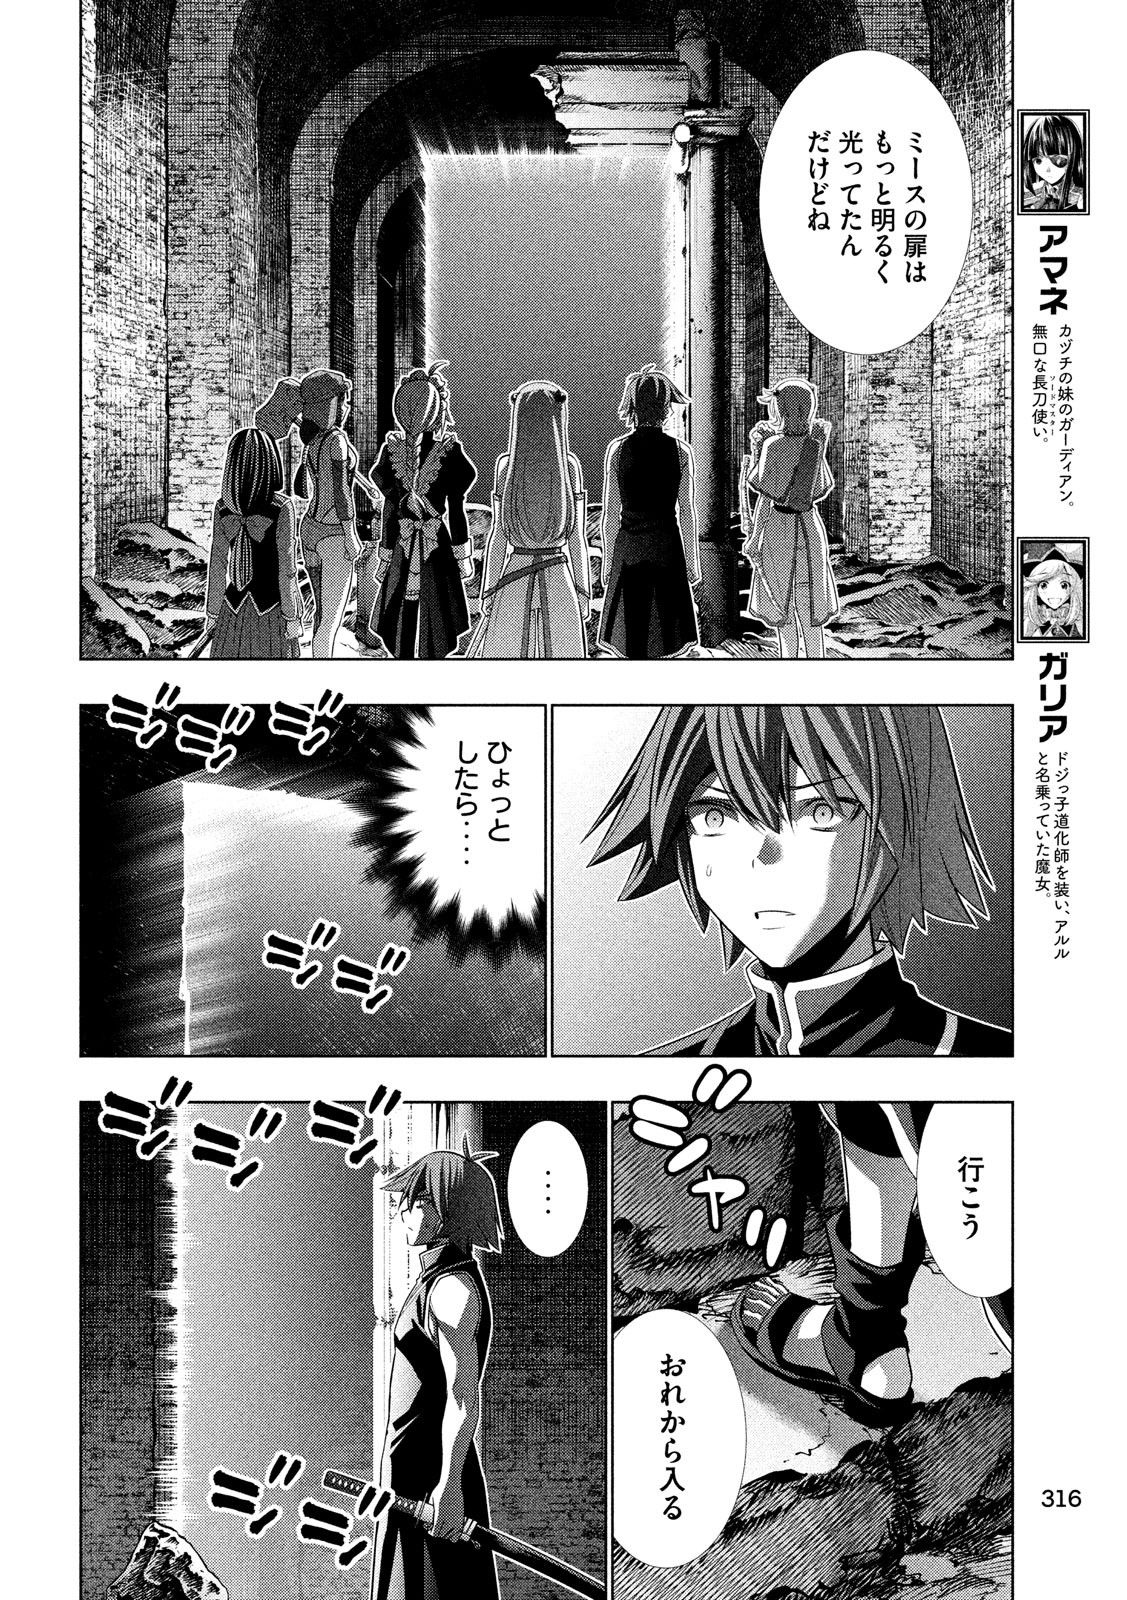 ミースの扉は
もっと明るく
光ってたん
だけどね
アマネ
カヅチの妹のガーディアン。
無口な長刀使い。
ソードマスター
ガリア
ドジっ子道化師を装い、アルル
と名乗っていた魔女。
ひょっと
したら‥‥
ジジジ
ジジ
行こう
おれから入る
ジャリ
‥‥
ジジジ
ジジ
316